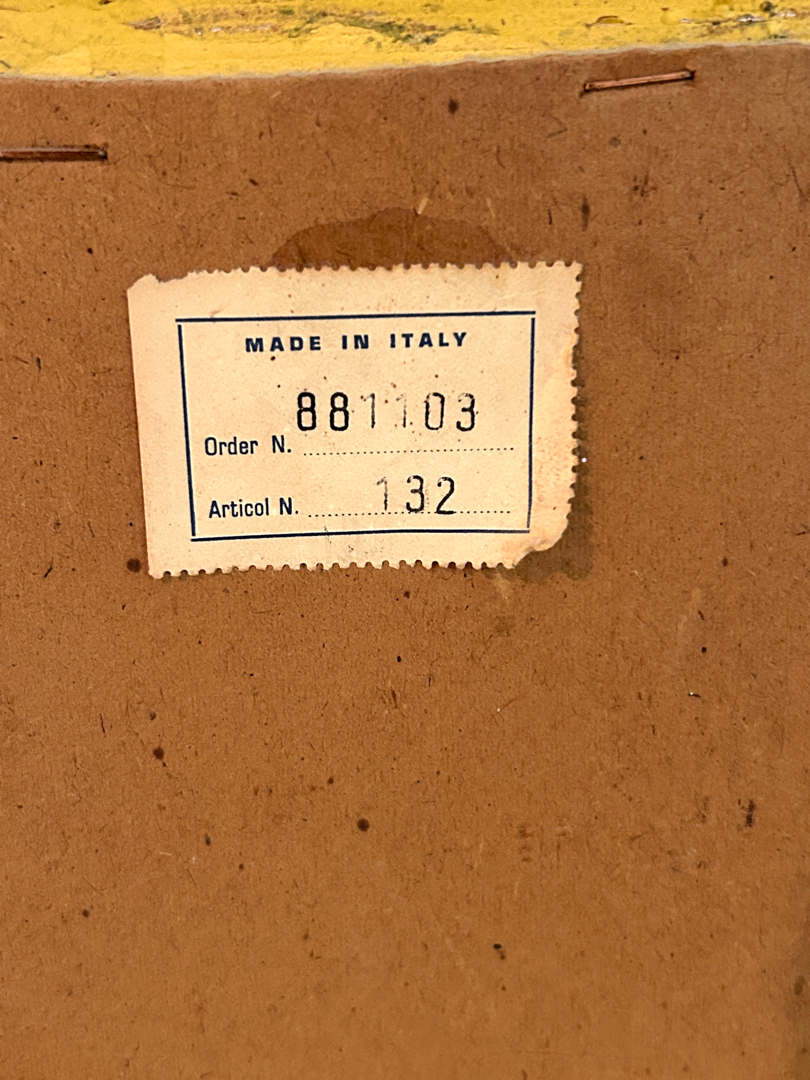 MADE IN ITALY
Order N. 881103
Articol N. 132